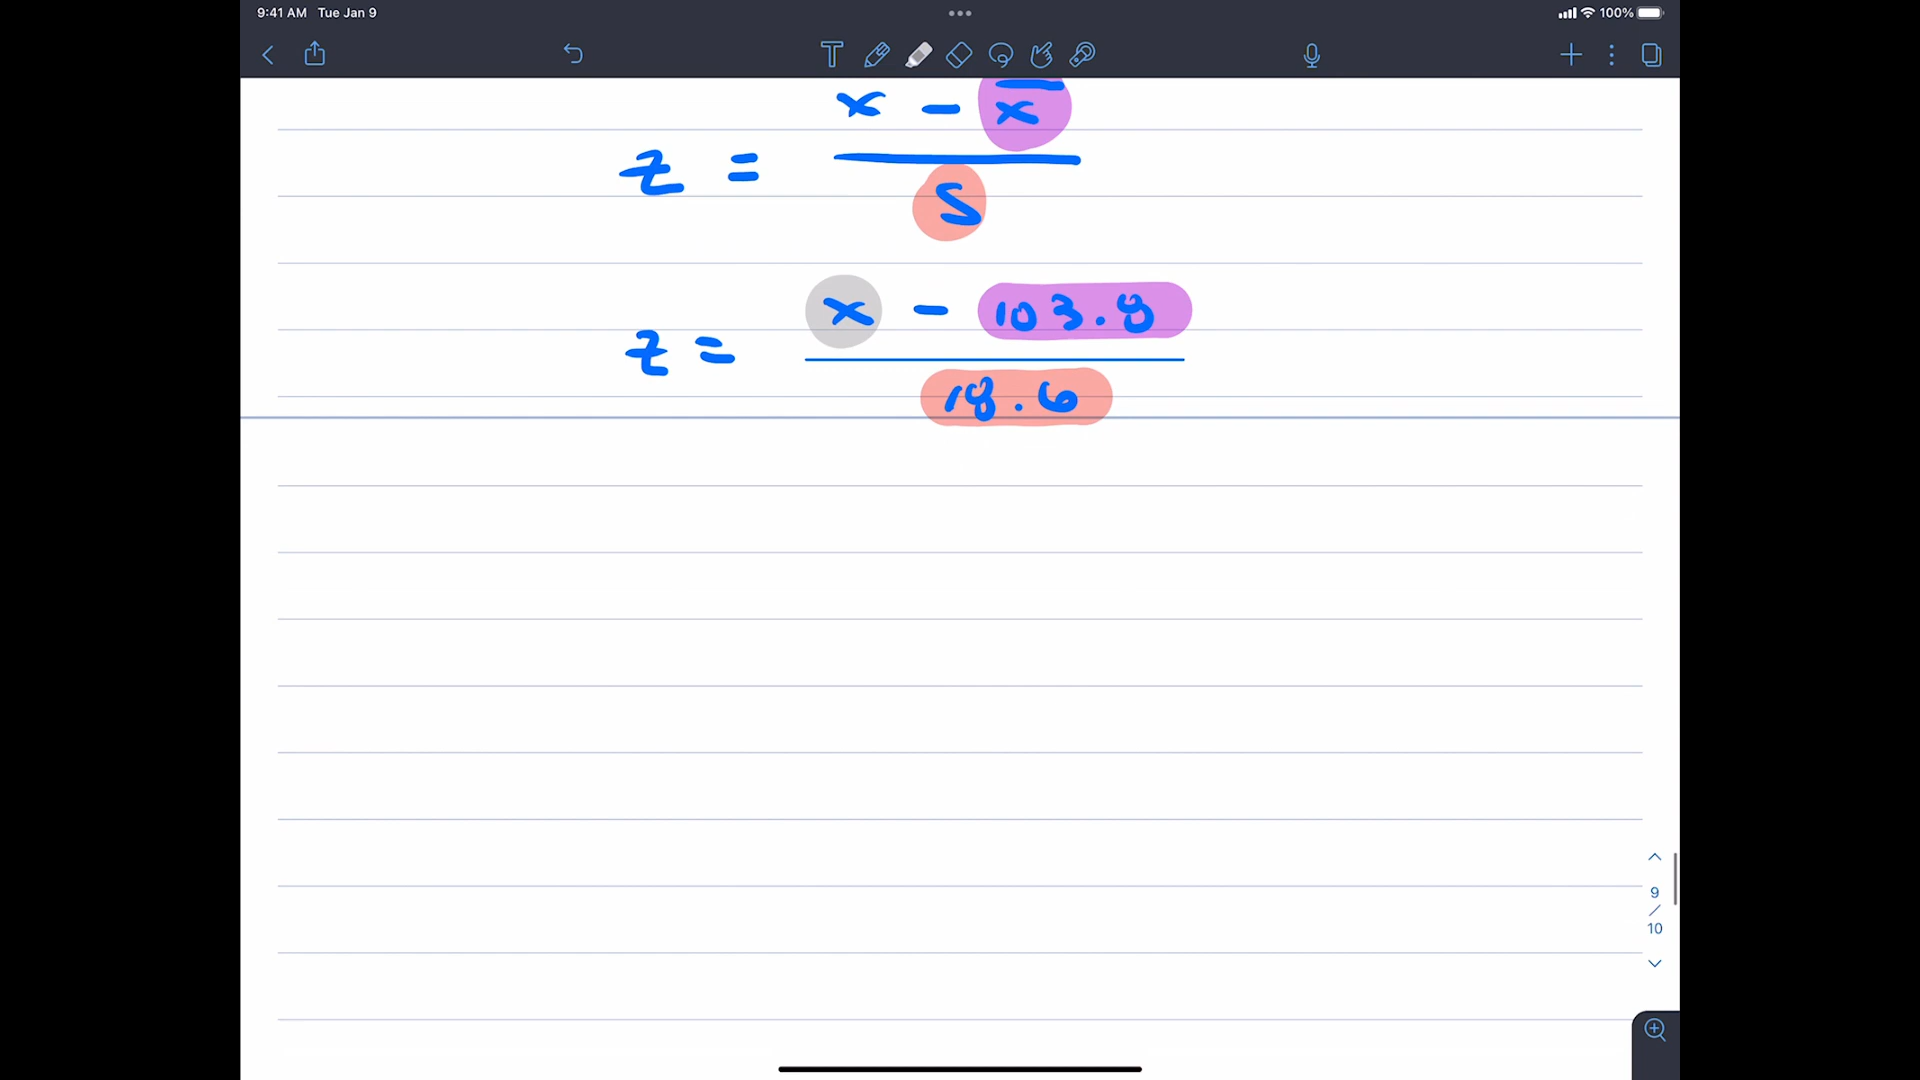 9:41 AM Tue Jan 9
100%
x - x̄
z =
s
x - 103.8
z =
18.6
9
/
10